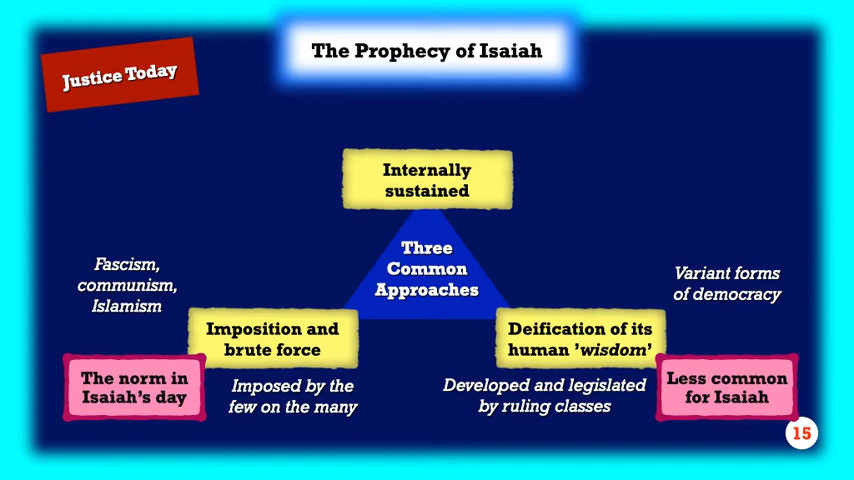 The Prophecy of Isaiah
Justice Today
Internally
sustained
Three
Common
Approaches
Fascism,
communism,
Islamism
Variant forms
of democracy
Imposition and
brute force
Deification of its
human ’wisdom’
The norm in
Isaiah’s day
Imposed by the
few on the many
Developed and legislated
by ruling classes
Less common
for Isaiah
15